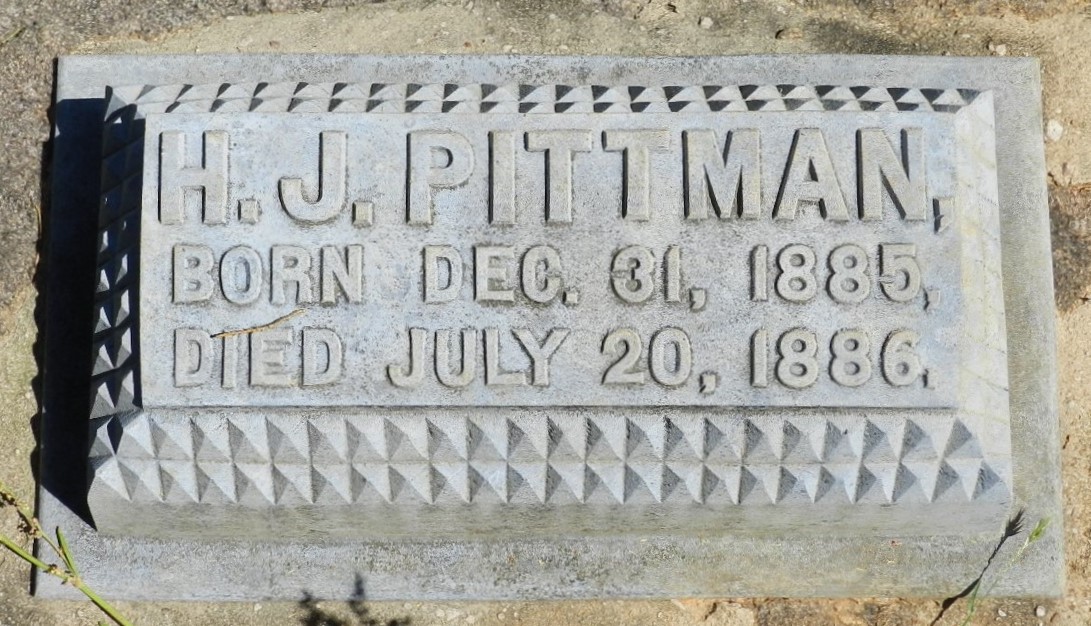 H. J. PITTMAN,
BORN DEC. 31, 1885,
DIED JULY 20, 1886.